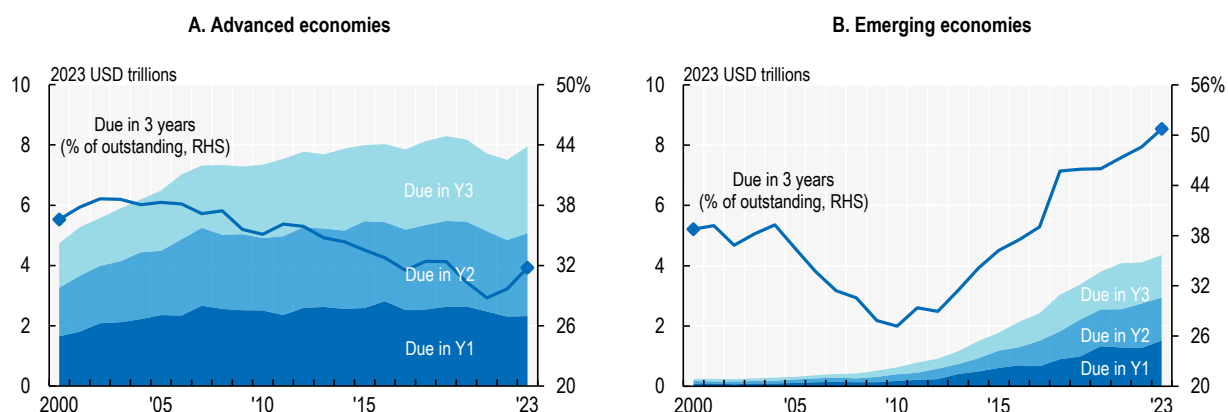 A. Advanced economies
2023 USD trillions
10
8
6
4
2
0
50%
44
38
32
26
20
Due in 3 years
(% of outstanding, RHS)
Due in Y3
Due in Y2
Due in Y1
2000
'05
'10
'15
'23
B. Emerging economies
2023 USD trillions
10
8
6
4
2
0
56%
50
44
38
32
26
20
Due in 3 years
(% of outstanding, RHS)
Due in Y3
Due in Y2
Due in Y1
2000
'05
'10
'15
'23